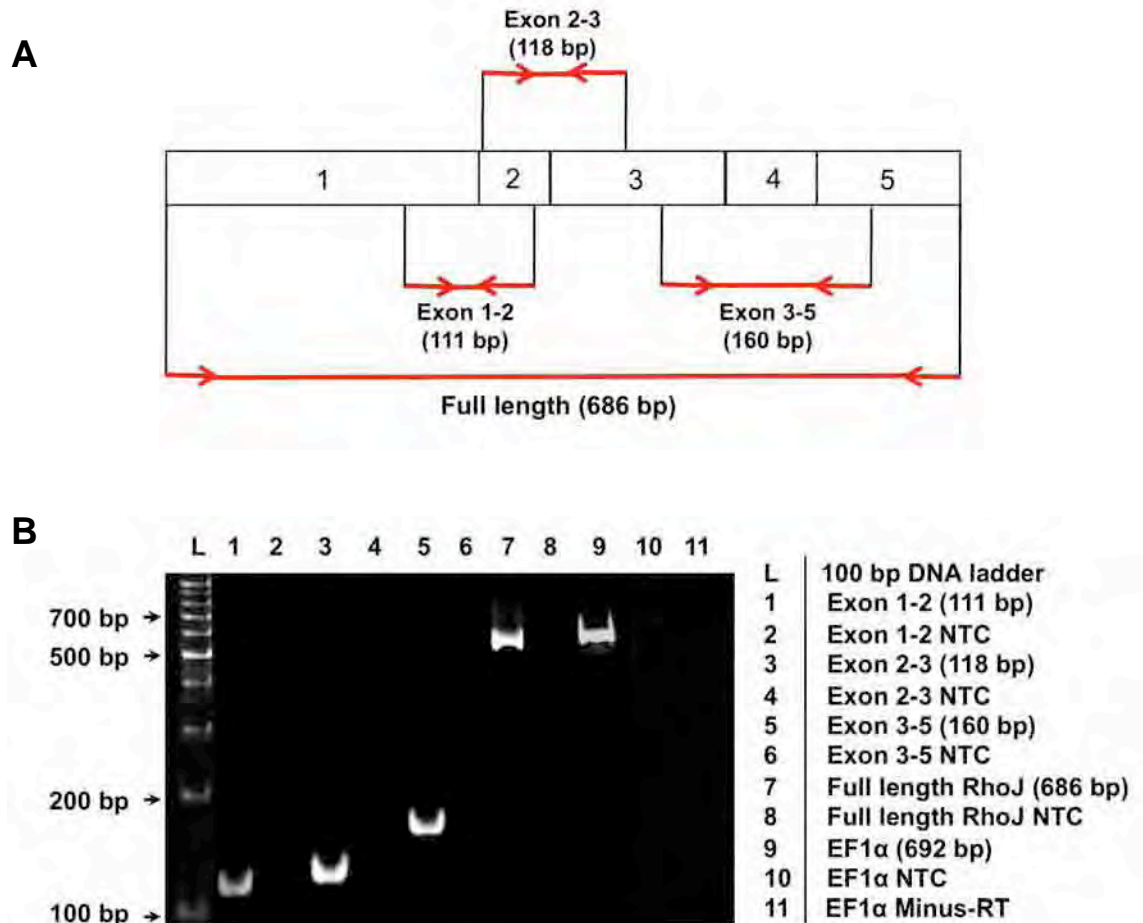 A
Exon 2-3
(118 bp)
1 2 3 4 5
Exon 1-2
(111 bp)
Exon 3-5
(160 bp)
Full length (686 bp)
B
L 1 2 3 4 5 6 7 8 9 10 11
700 bp
500 bp
200 bp
100 bp
L 100 bp DNA ladder
1 Exon 1-2 (111 bp)
2 Exon 1-2 NTC
3 Exon 2-3 (118 bp)
4 Exon 2-3 NTC
5 Exon 3-5 (160 bp)
6 Exon 3-5 NTC
7 Full length RhoJ (686 bp)
8 Full length RhoJ NTC
9 EF1α (692 bp)
10 EF1α NTC
11 EF1α Minus-RT